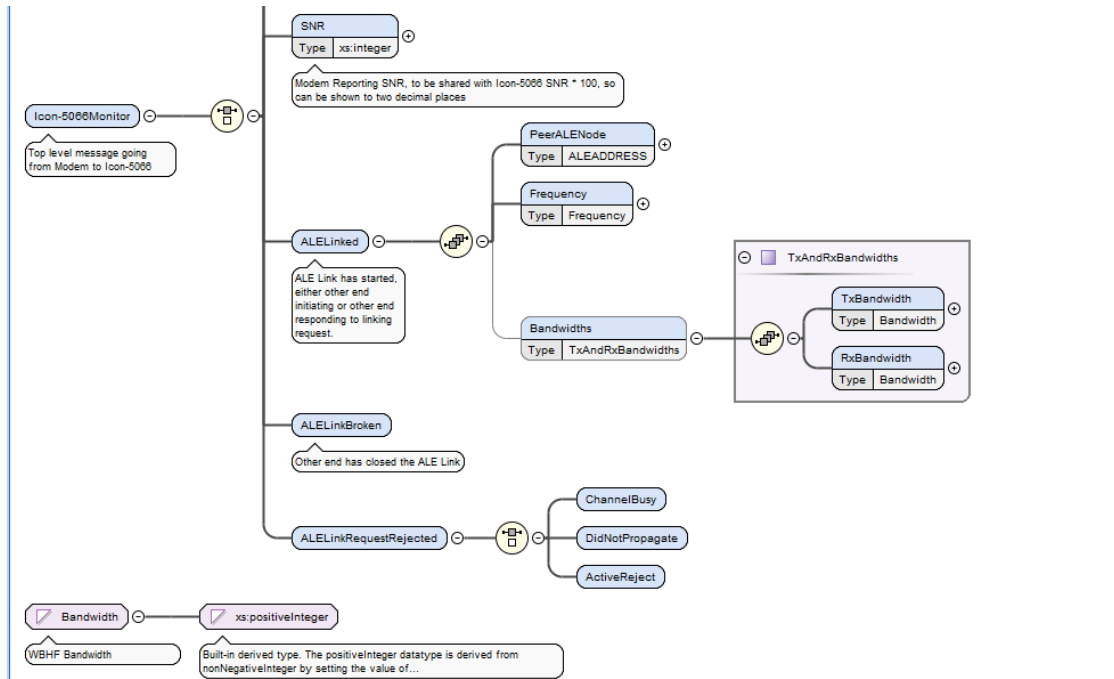 SNR
Type xs:integer
Modem Reporting SNR, to be shared with Icon-5066 SNR * 100, so
can be shown to two decimal places
Icon-5066Monitor
Top level message going
from Modem to Icon-5066
PeerALENode
Type ALEADDRESS
Frequency
Type Frequency
ALELinked
ALE Link has started,
either other end
initiating or other end
responding to linking
request.
Bandwidths
Type TxAndRxBandwidths
TxAndRxBandwidths
TxBandwidth
Type Bandwidth
RxBandwidth
Type Bandwidth
ALELinkBroken
Other end has closed the ALE Link
ALELinkRequestRejected
ChannelBusy
DidNotPropagate
ActiveReject
Bandwidth
WBHF Bandwidth
xs:positiveInteger
Built-in derived type. The positiveInteger datatype is derived from
nonNegativeInteger by setting the value of...